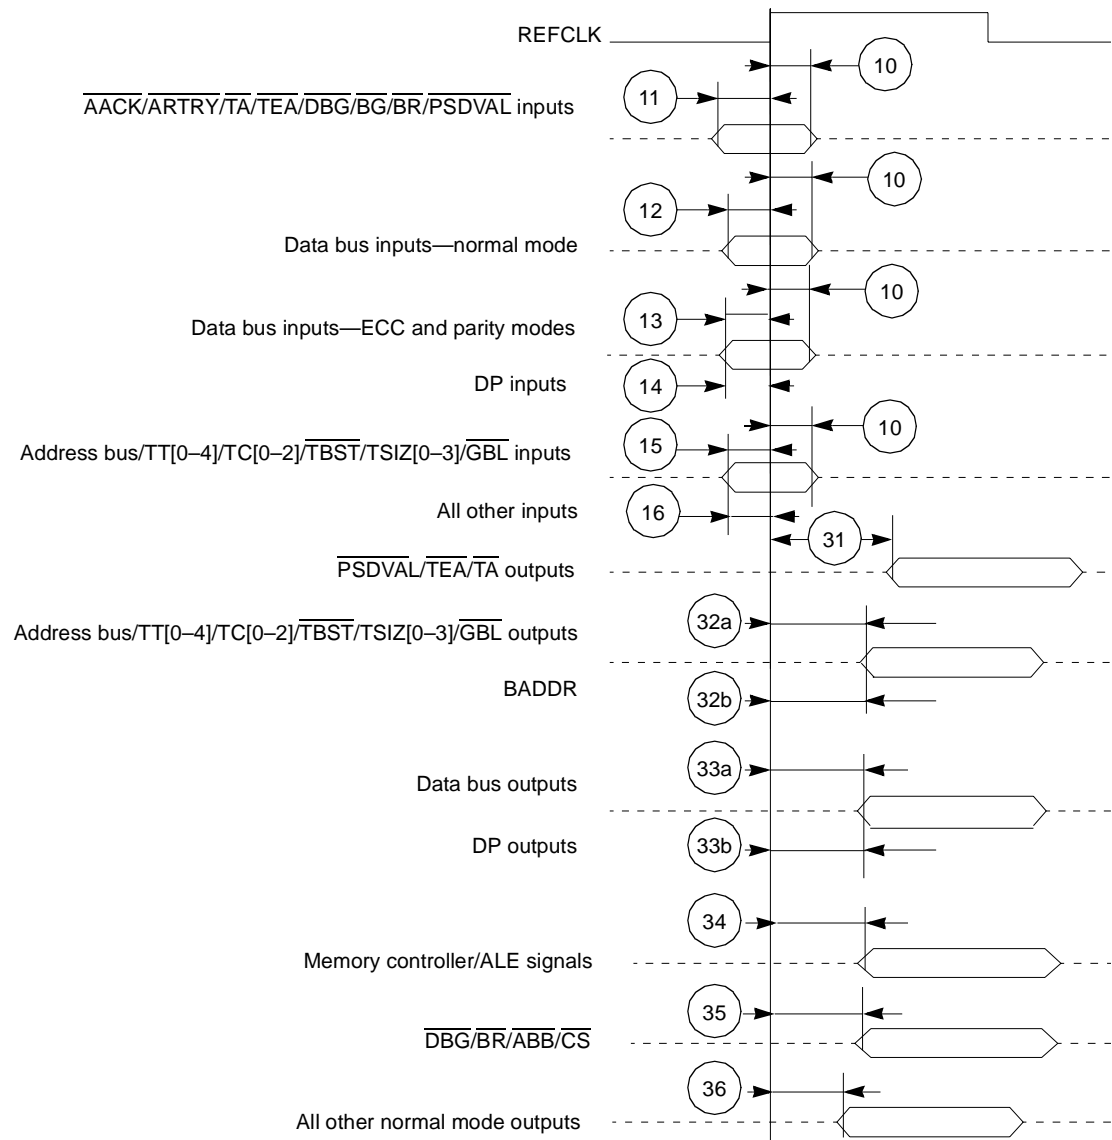 REFCLK
10
11
AACK/ARTRY/TA/TEA/DBG/BG/BR/PSDVAL inputs
10
12
Data bus inputs—normal mode
10
13
Data bus inputs—ECC and parity modes
DP inputs
14
10
15
Address bus/TT[0–4]/TC[0–2]/TBST/TSIZ[0–3]/GBL inputs
All other inputs
16
31
PSDVAL/TEA/TA outputs
32a
Address bus/TT[0–4]/TC[0–2]/TBST/TSIZ[0–3]/GBL outputs
BADDR
32b
33a
Data bus outputs
DP outputs
33b
34
Memory controller/ALE signals
35
DBG/BR/ABB/CS
36
All other normal mode outputs